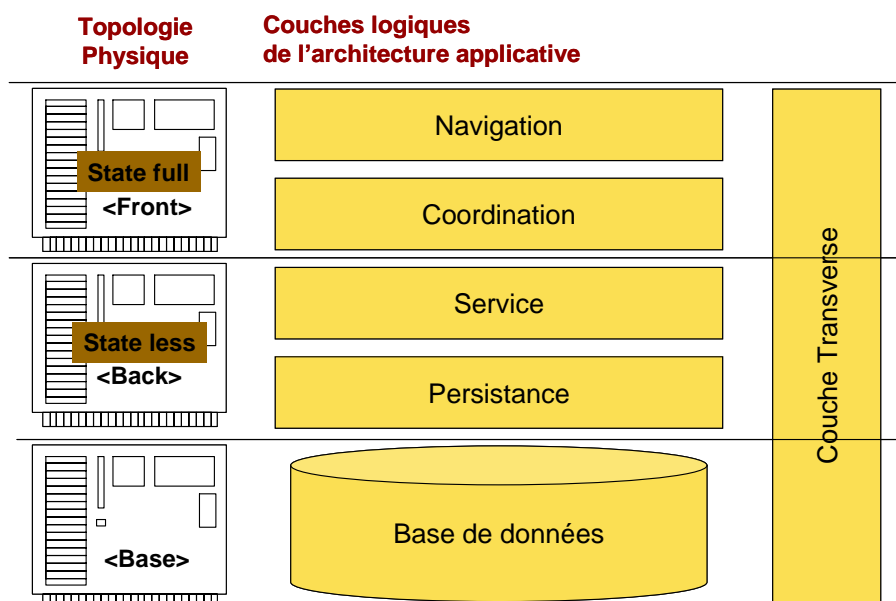 Topologie
Physique
Couches logiques
de l’architecture applicative
State full
<Front>
Navigation
Coordination
State less
<Back>
Service
Persistance
<Base>
Base de données
Couche Transverse